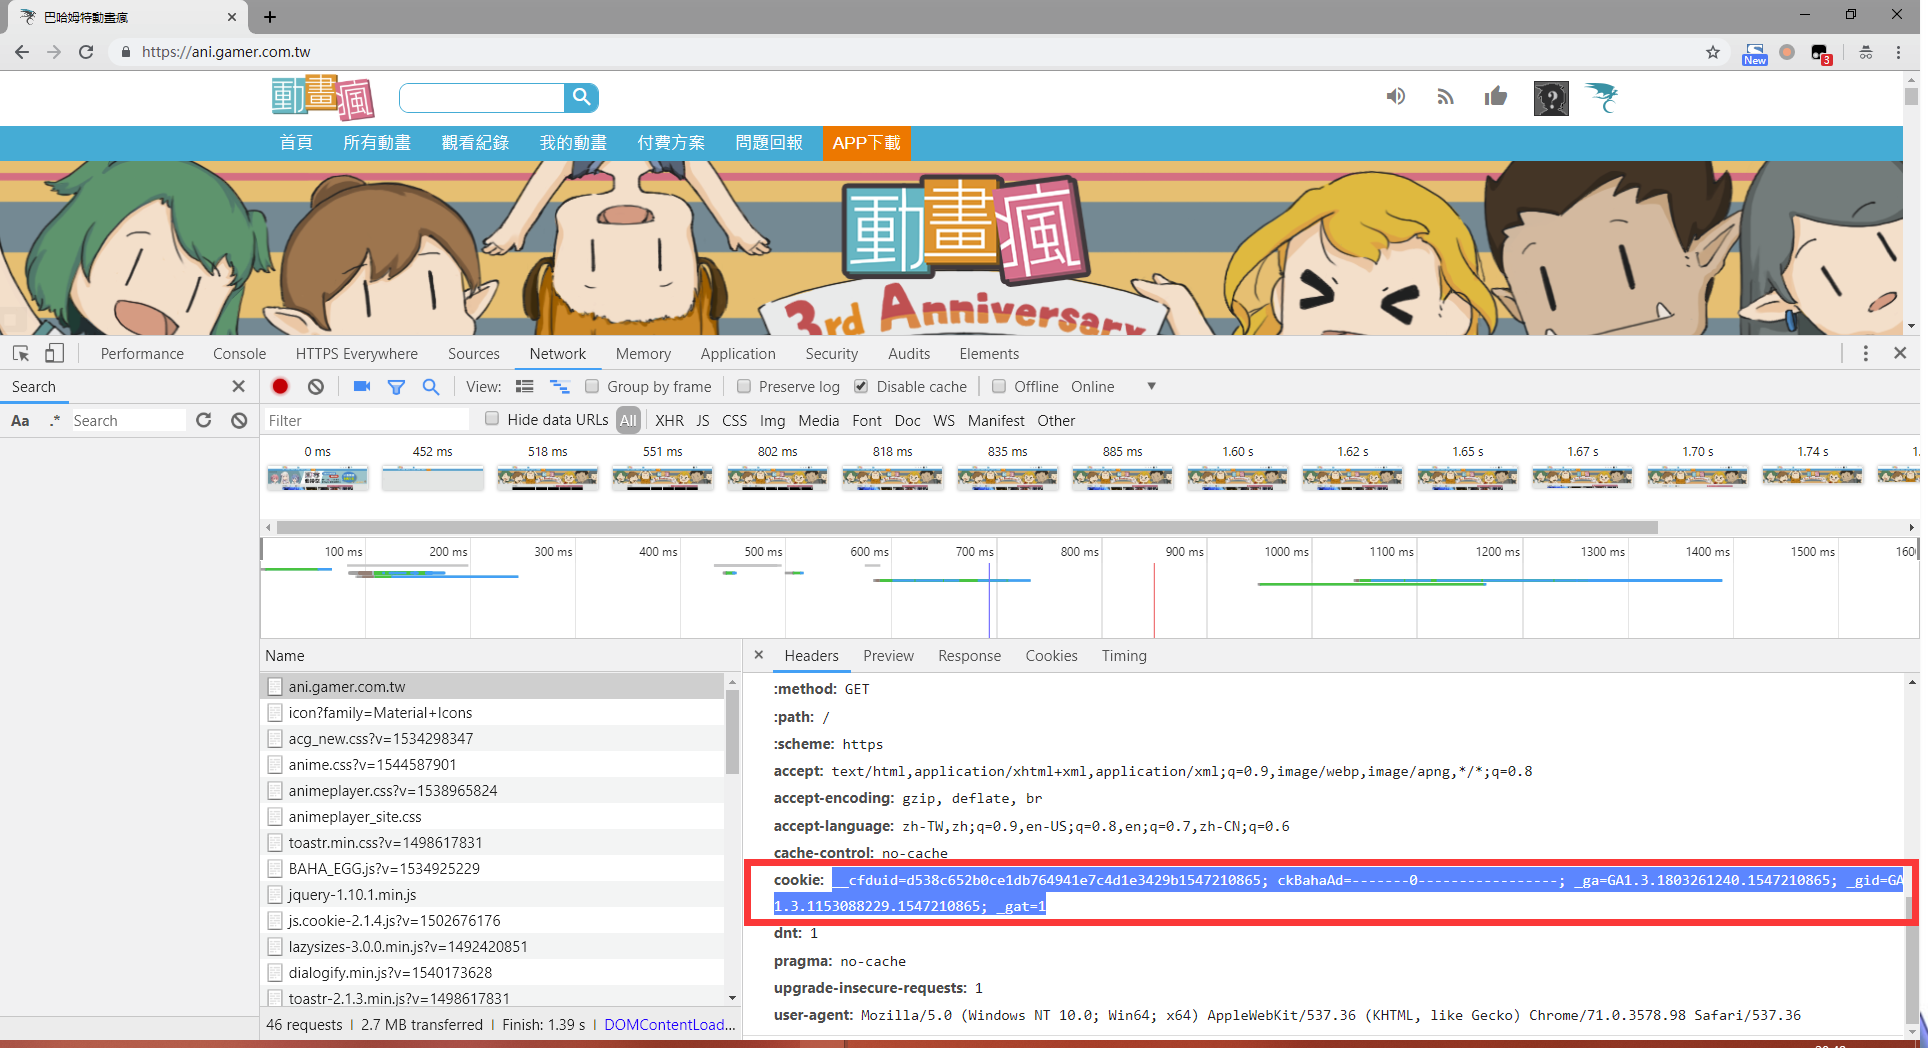 巴哈姆特動畫瘋
https://ani.gamer.com.tw
New
3
動畫瘋
首頁 所有動畫 觀看紀錄 我的動畫 付費方案 問題回報 APP下載
動畫瘋
3rd Anniversary
Performance Console HTTPS Everywhere Sources Network Memory Application Security Audits Elements
Search
View: Group by frame Preserve log Disable cache Offline Online
Aa .* Search
Filter Hide data URLs All XHR JS CSS Img Media Font Doc WS Manifest Other
0 ms 452 ms 518 ms 551 ms 802 ms 818 ms 835 ms 885 ms 1.60 s 1.62 s 1.65 s 1.67 s 1.70 s 1.74 s 1.
100 ms 200 ms 300 ms 400 ms 500 ms 600 ms 700 ms 800 ms 900 ms 1000 ms 1100 ms 1200 ms 1300 ms 1400 ms 1500 ms 160
Name
ani.gamer.com.tw
icon?family=Material+Icons
acg_new.css?v=1534298347
anime.css?v=1544587901
animeplayer.css?v=1538965824
animeplayer_site.css
toastr.min.css?v=1498617831
BAHA_EGG.js?v=1534925229
jquery-1.10.1.min.js
js.cookie-2.1.4.js?v=1502676176
lazysizes-3.0.0.min.js?v=1492420851
dialogify.min.js?v=1540173628
toastr-2.1.3.min.js?v=1498617831
46 requests | 2.7 MB transferred | Finish: 1.39 s | DOMContentLoad...
Headers Preview Response Cookies Timing
:method: GET
:path: /
:scheme: https
accept: text/html,application/xhtml+xml,application/xml;q=0.9,image/webp,image/apng,*/*;q=0.8
accept-encoding: gzip, deflate, br
accept-language: zh-TW,zh;q=0.9,en-US;q=0.8,en;q=0.7,zh-CN;q=0.6
cache-control: no-cache
cookie: __cfduid=d538c652b0ce1db764941e7c4d1e3429b1547210865; ckBahaAd=-------0-----------------; _ga=GA1.3.1803261240.1547210865; _gid=GA
1.3.1153088229.1547210865; _gat=1
dnt: 1
pragma: no-cache
upgrade-insecure-requests: 1
user-agent: Mozilla/5.0 (Windows NT 10.0; Win64; x64) AppleWebKit/537.36 (KHTML, like Gecko) Chrome/71.0.3578.98 Safari/537.36